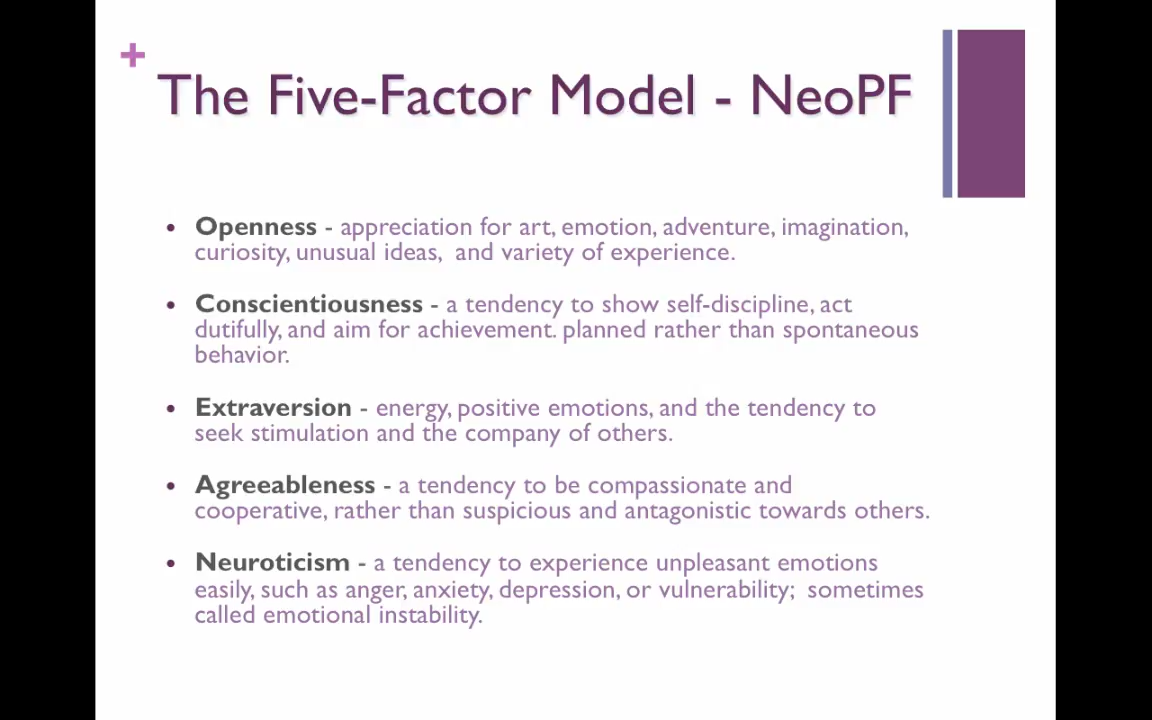 +
The Five-Factor Model - NeoPF
• Openness - appreciation for art, emotion, adventure, imagination,
curiosity, unusual ideas,  and variety of experience.
• Conscientiousness - a tendency to show self-discipline, act
dutifully, and aim for achievement. planned rather than spontaneous
behavior.
• Extraversion - energy, positive emotions, and the tendency to
seek stimulation and the company of others.
• Agreeableness - a tendency to be compassionate and
cooperative, rather than suspicious and antagonistic towards others.
• Neuroticism - a tendency to experience unpleasant emotions
easily, such as anger, anxiety, depression, or vulnerability;  sometimes
called emotional instability.